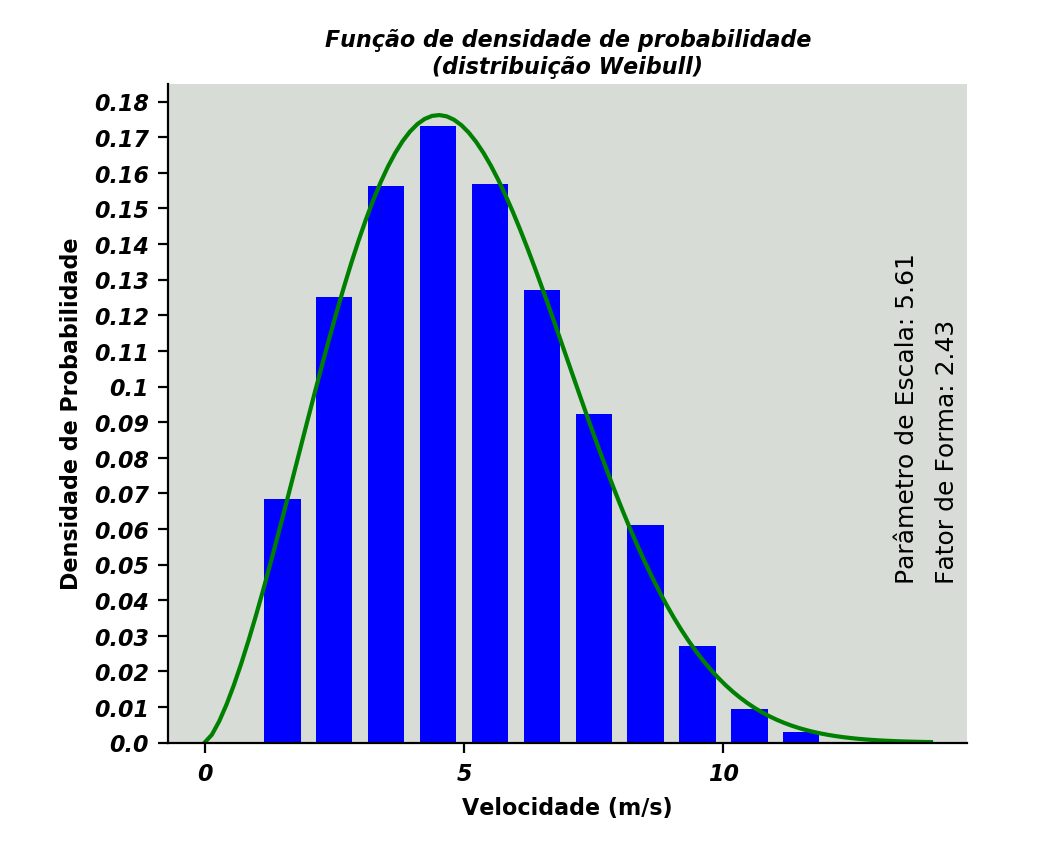 Função de densidade de probabilidade
(distribuição Weibull)
0.18
0.17
0.16
0.15
0.14
0.13
0.12
0.11
0.1
0.09
0.08
0.07
0.06
0.05
0.04
0.03
0.02
0.01
0.0
Densidade de Probabilidade
Parâmetro de Escala: 5.61
Fator de Forma: 2.43
0 5 10
Velocidade (m/s)